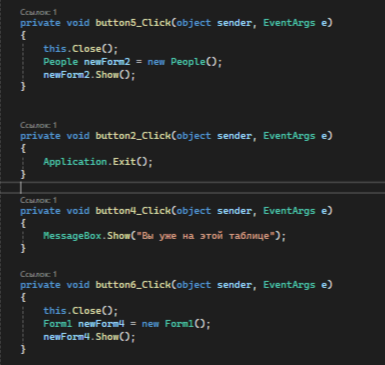 Ссылок: 1
private void button5_Click(object sender, EventArgs e)
{
this.Close();
People newForm2 = new People();
newForm2.Show();
}
Ссылок: 1
private void button2_Click(object sender, EventArgs e)
{
Application.Exit();
}
Ссылок: 1
private void button4_Click(object sender, EventArgs e)
{
MessageBox.Show("Вы уже на этой таблице");
}
Ссылок: 1
private void button6_Click(object sender, EventArgs e)
{
this.Close();
Form1 newForm4 = new Form1();
newForm4.Show();
}